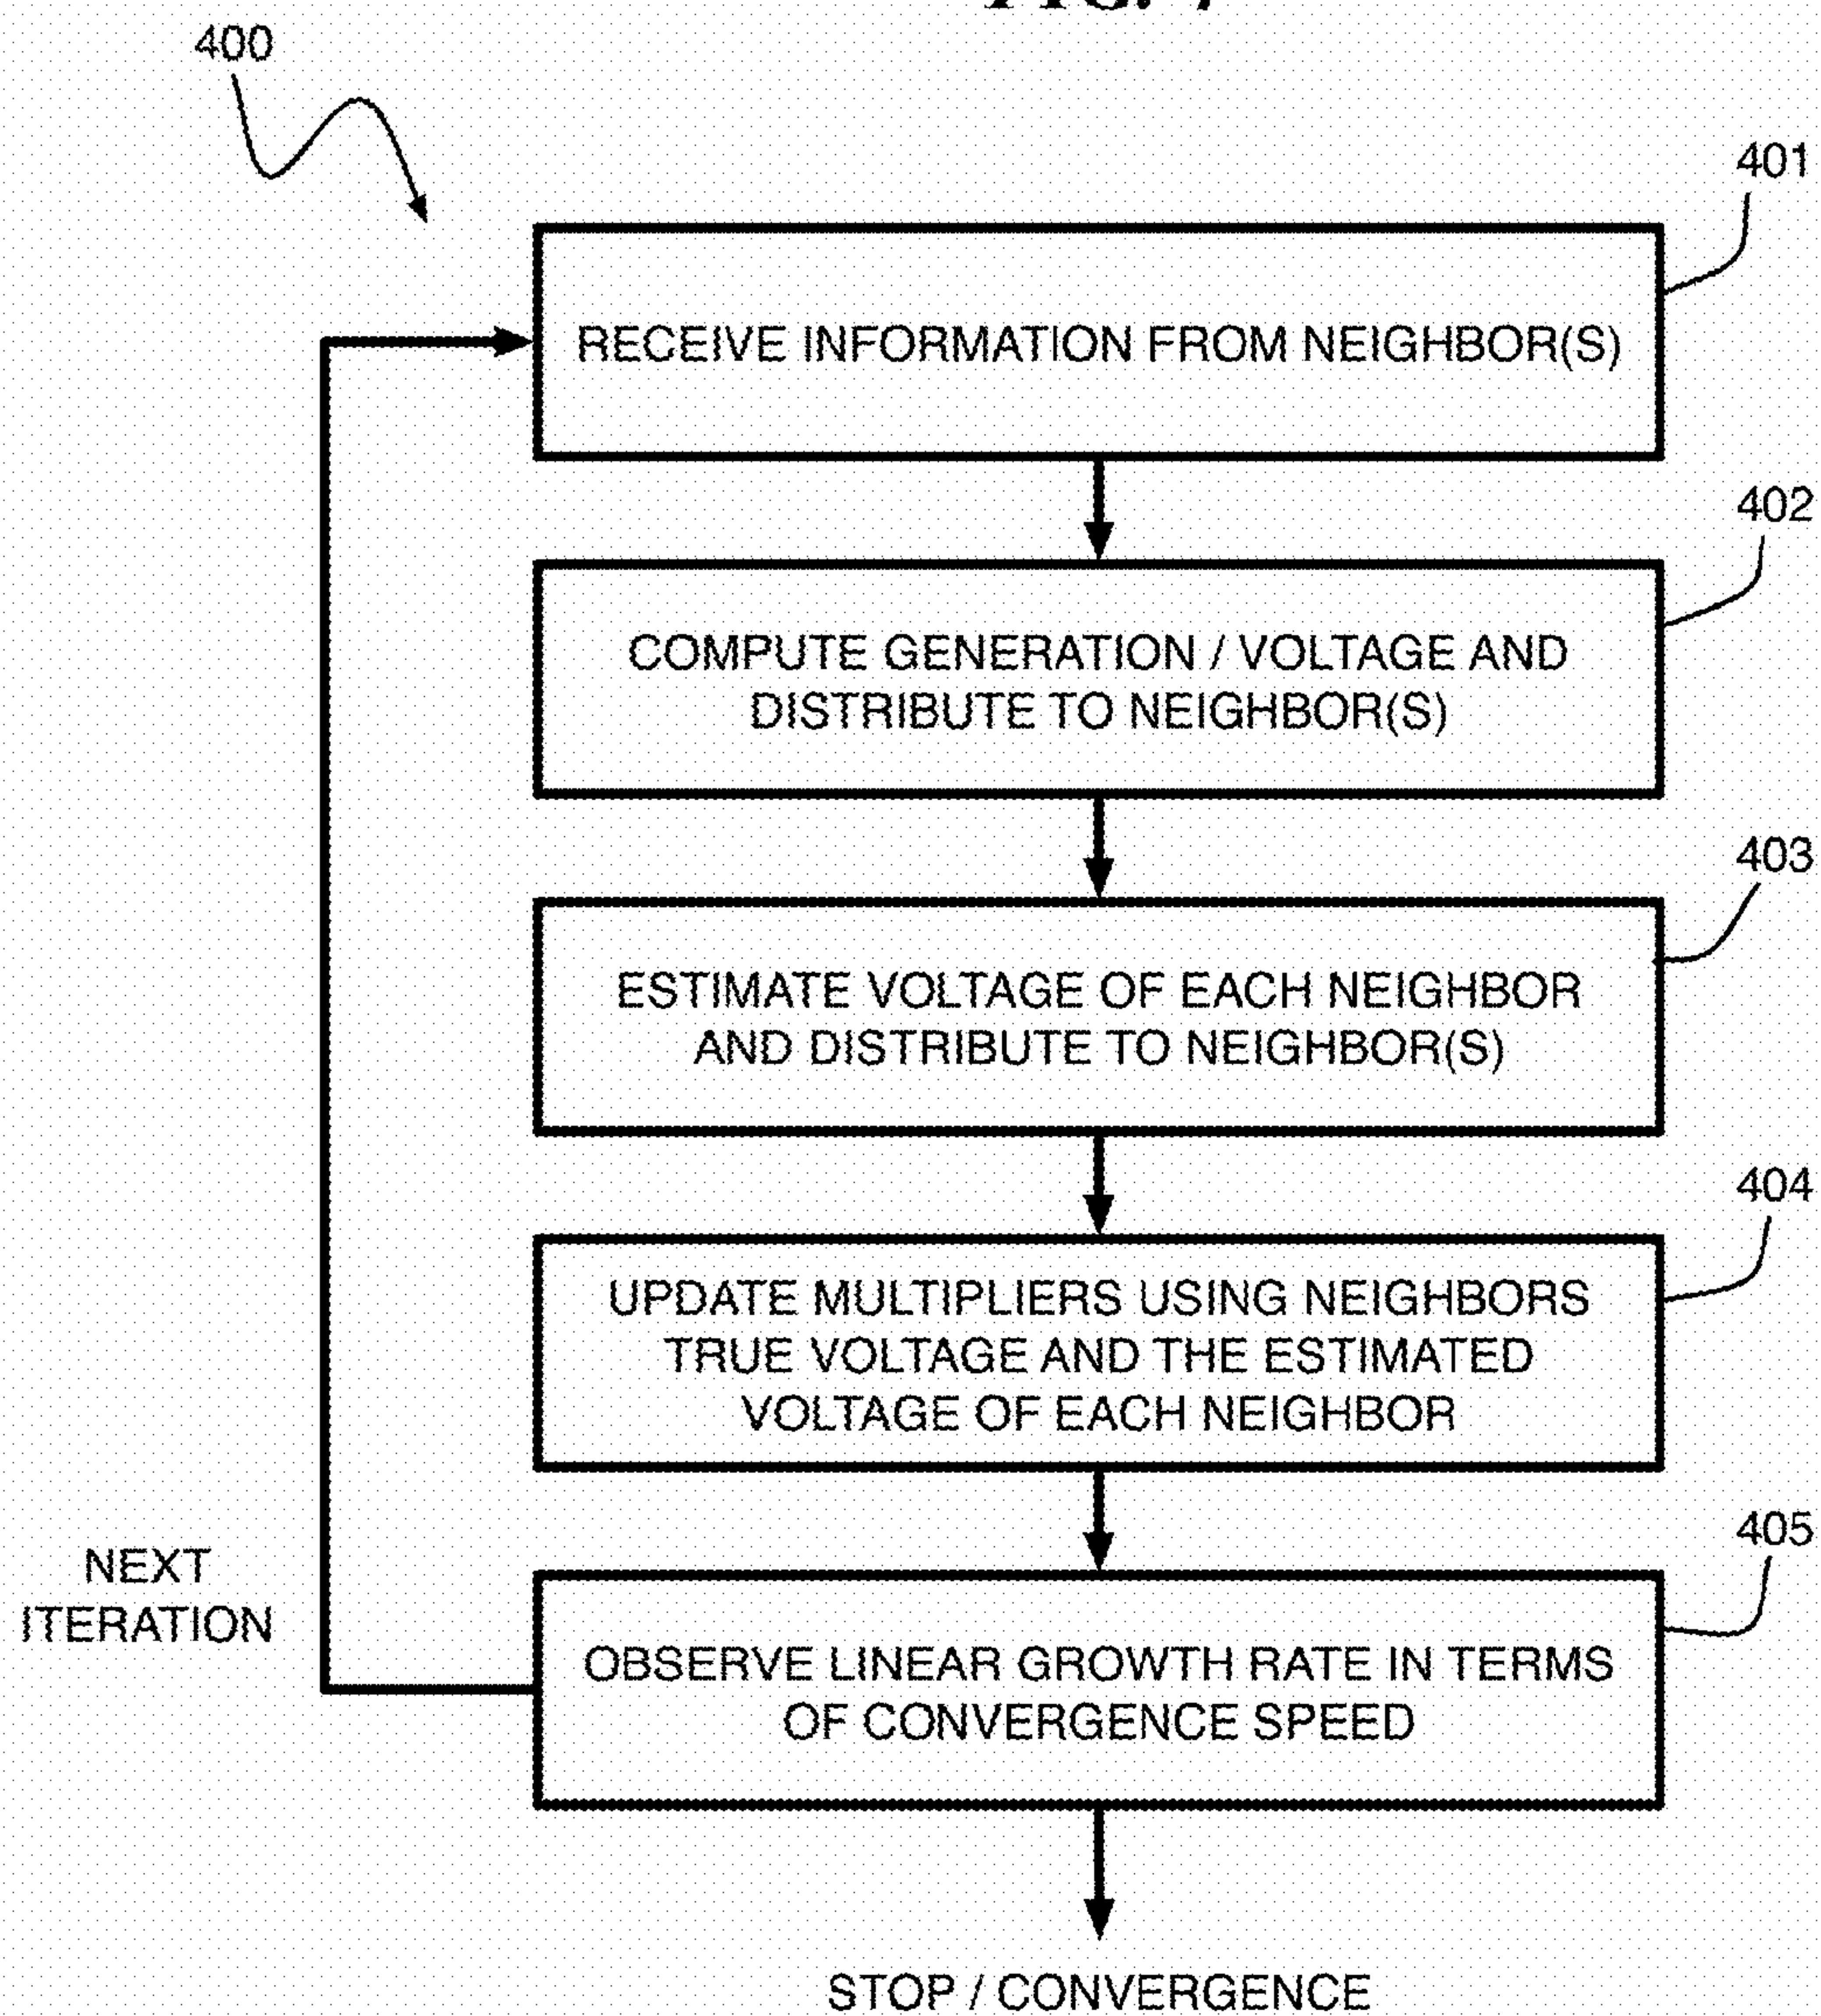 400
401
RECEIVE INFORMATION FROM NEIGHBOR(S)
402
COMPUTE GENERATION / VOLTAGE AND
DISTRIBUTE TO NEIGHBOR(S)
403
ESTIMATE VOLTAGE OF EACH NEIGHBOR
AND DISTRIBUTE TO NEIGHBOR(S)
404
UPDATE MULTIPLIERS USING NEIGHBORS
TRUE VOLTAGE AND THE ESTIMATED
VOLTAGE OF EACH NEIGHBOR
405
NEXT
ITERATION
OBSERVE LINEAR GROWTH RATE IN TERMS
OF CONVERGENCE SPEED
STOP / CONVERGENCE